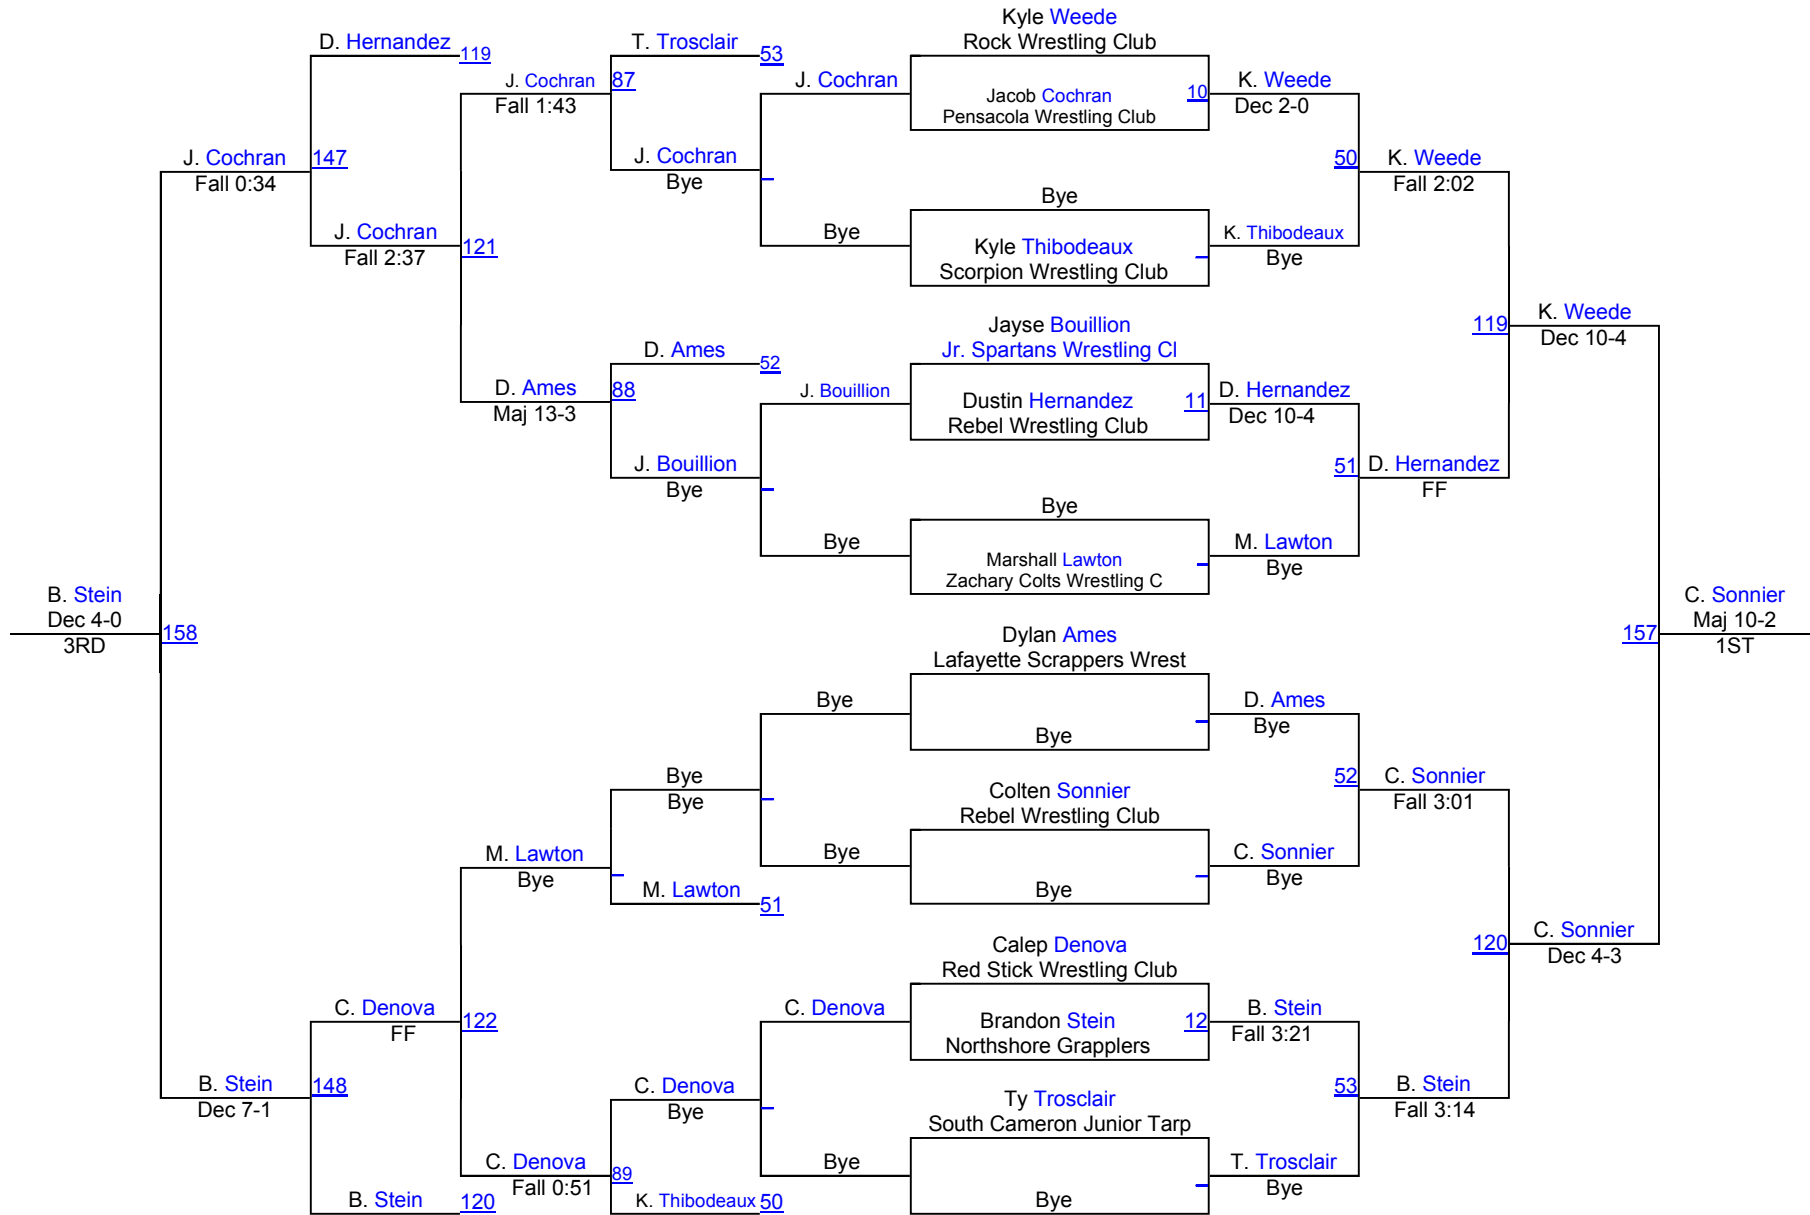 Kyle Weede
Rock Wrestling Club
D. Hernandez 119
T. Trosclair 53
J. Cochran 87
Fall 1:43
J. Cochran
Jacob Cochran 10
Pensacola Wrestling Club
K. Weede
Dec 2-0
J. Cochran 147
Fall 0:34
J. Cochran
Bye
50 K. Weede
Fall 2:02
Bye
J. Cochran 121
Fall 2:37
Bye
Kyle Thibodeaux
Scorpion Wrestling Club
K. Thibodeaux
Bye
K. Weede
Dec 10-4
119
Jayse Bouillion
Jr. Spartans Wrestling Cl
D. Ames 52
D. Ames 88
Maj 13-3
J. Bouillion
Dustin Hernandez 11
Rebel Wrestling Club
D. Hernandez
Dec 10-4
J. Bouillion
Bye
51 D. Hernandez
FF
Bye
Bye
Marshall Lawton
Zachary Colts Wrestling C
M. Lawton
Bye
B. Stein
Dec 4-0
3RD
158
C. Sonnier
Maj 10-2
1ST
157
Dylan Ames
Lafayette Scrappers Wrest
Bye
Bye
D. Ames
Bye
Bye
Bye
Colten Sonnier
Rebel Wrestling Club
52 C. Sonnier
Fall 3:01
M. Lawton
Bye
Bye
Bye
C. Sonnier
Bye
M. Lawton 51
Calep Denova
Red Stick Wrestling Club
120 C. Sonnier
Dec 4-3
C. Denova 122
FF
C. Denova
Brandon Stein 12
Northshore Grapplers
B. Stein
Fall 3:21
B. Stein 148
Dec 7-1
C. Denova
Bye
Ty Trosclair
South Cameron Junior Tarp
53 B. Stein
Fall 3:14
C. Denova 89
Fall 0:51
Bye
Bye
T. Trosclair
Bye
B. Stein 120
K. Thibodeaux 50